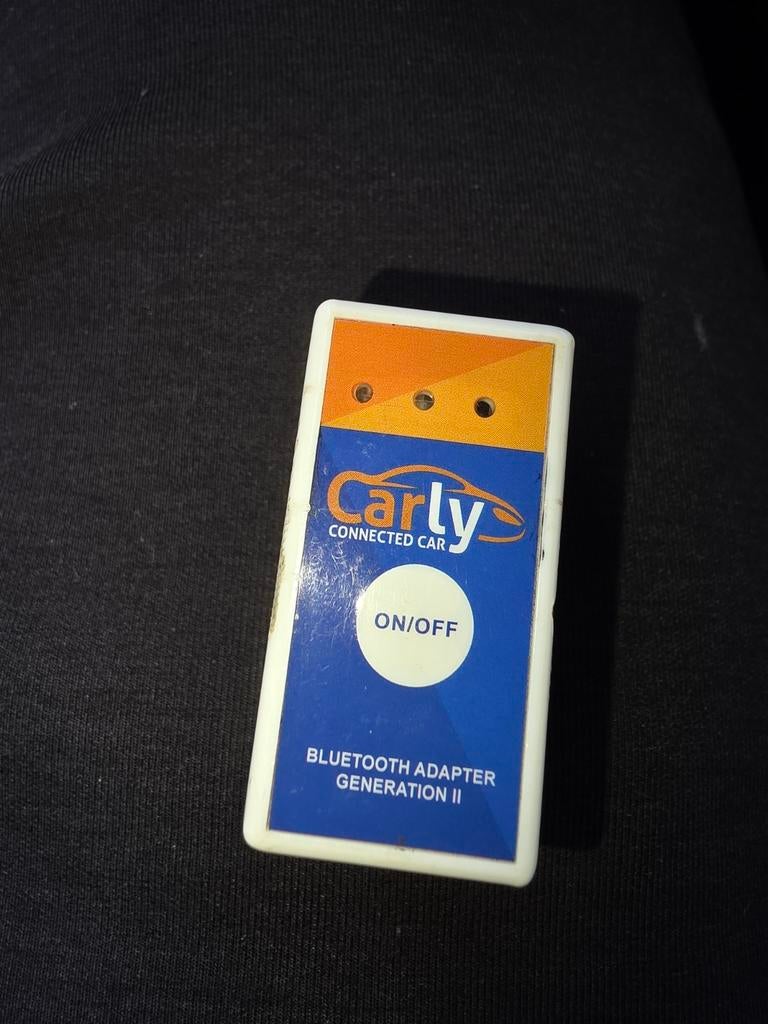 Carly
CONNECTED CAR
ON/OFF
BLUETOOTH ADAPTER
GENERATION II